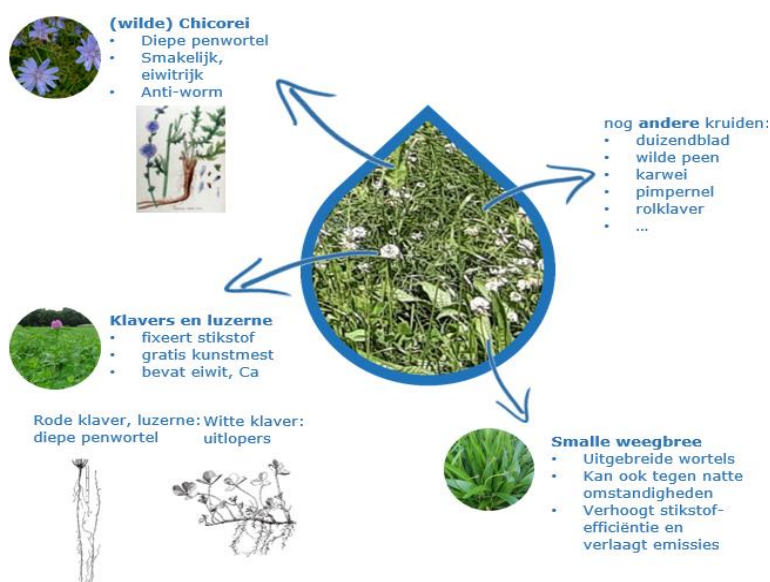 (wilde) Chicorei
• Diepe penwortel
• Smakelijk,
eiwitrijk
• Anti-worm
nog andere kruiden:
• duizendblad
• wilde peen
• karwei
• pimpernel
• rolklaver
• ...
Klavers en luzerne
• fixeert stikstof
• gratis kunstmest
• bevat eiwit, Ca
Rode klaver, luzerne:
diepe penwortel
Witte klaver:
uitlopers
Smalle weegbree
• Uitgebreide wortels
• Kan ook tegen natte
omstandigheden
• Verhoogt stikstof-
efficiëntie en
verlaagt emissies